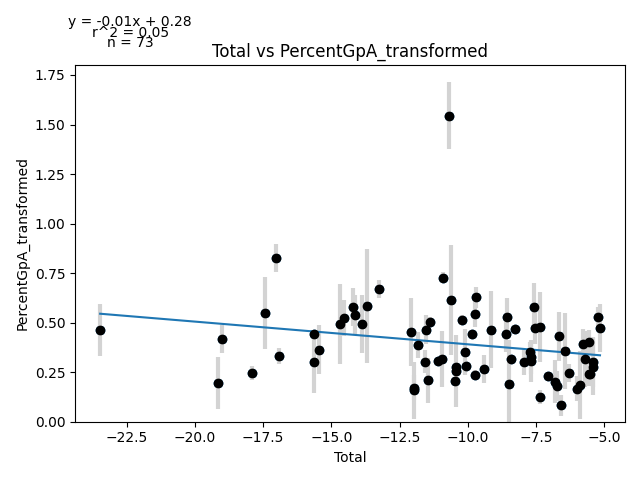 y = -0.01x + 0.28
r^2 = 0.05
n = 73
Total vs PercentGpA_transformed
PercentGpA_transformed
1.75
1.50
1.25
1.00
0.75
0.50
0.25
0.00
−22.5 −20.0 −17.5 −15.0 −12.5 −10.0 −7.5 −5.0
Total